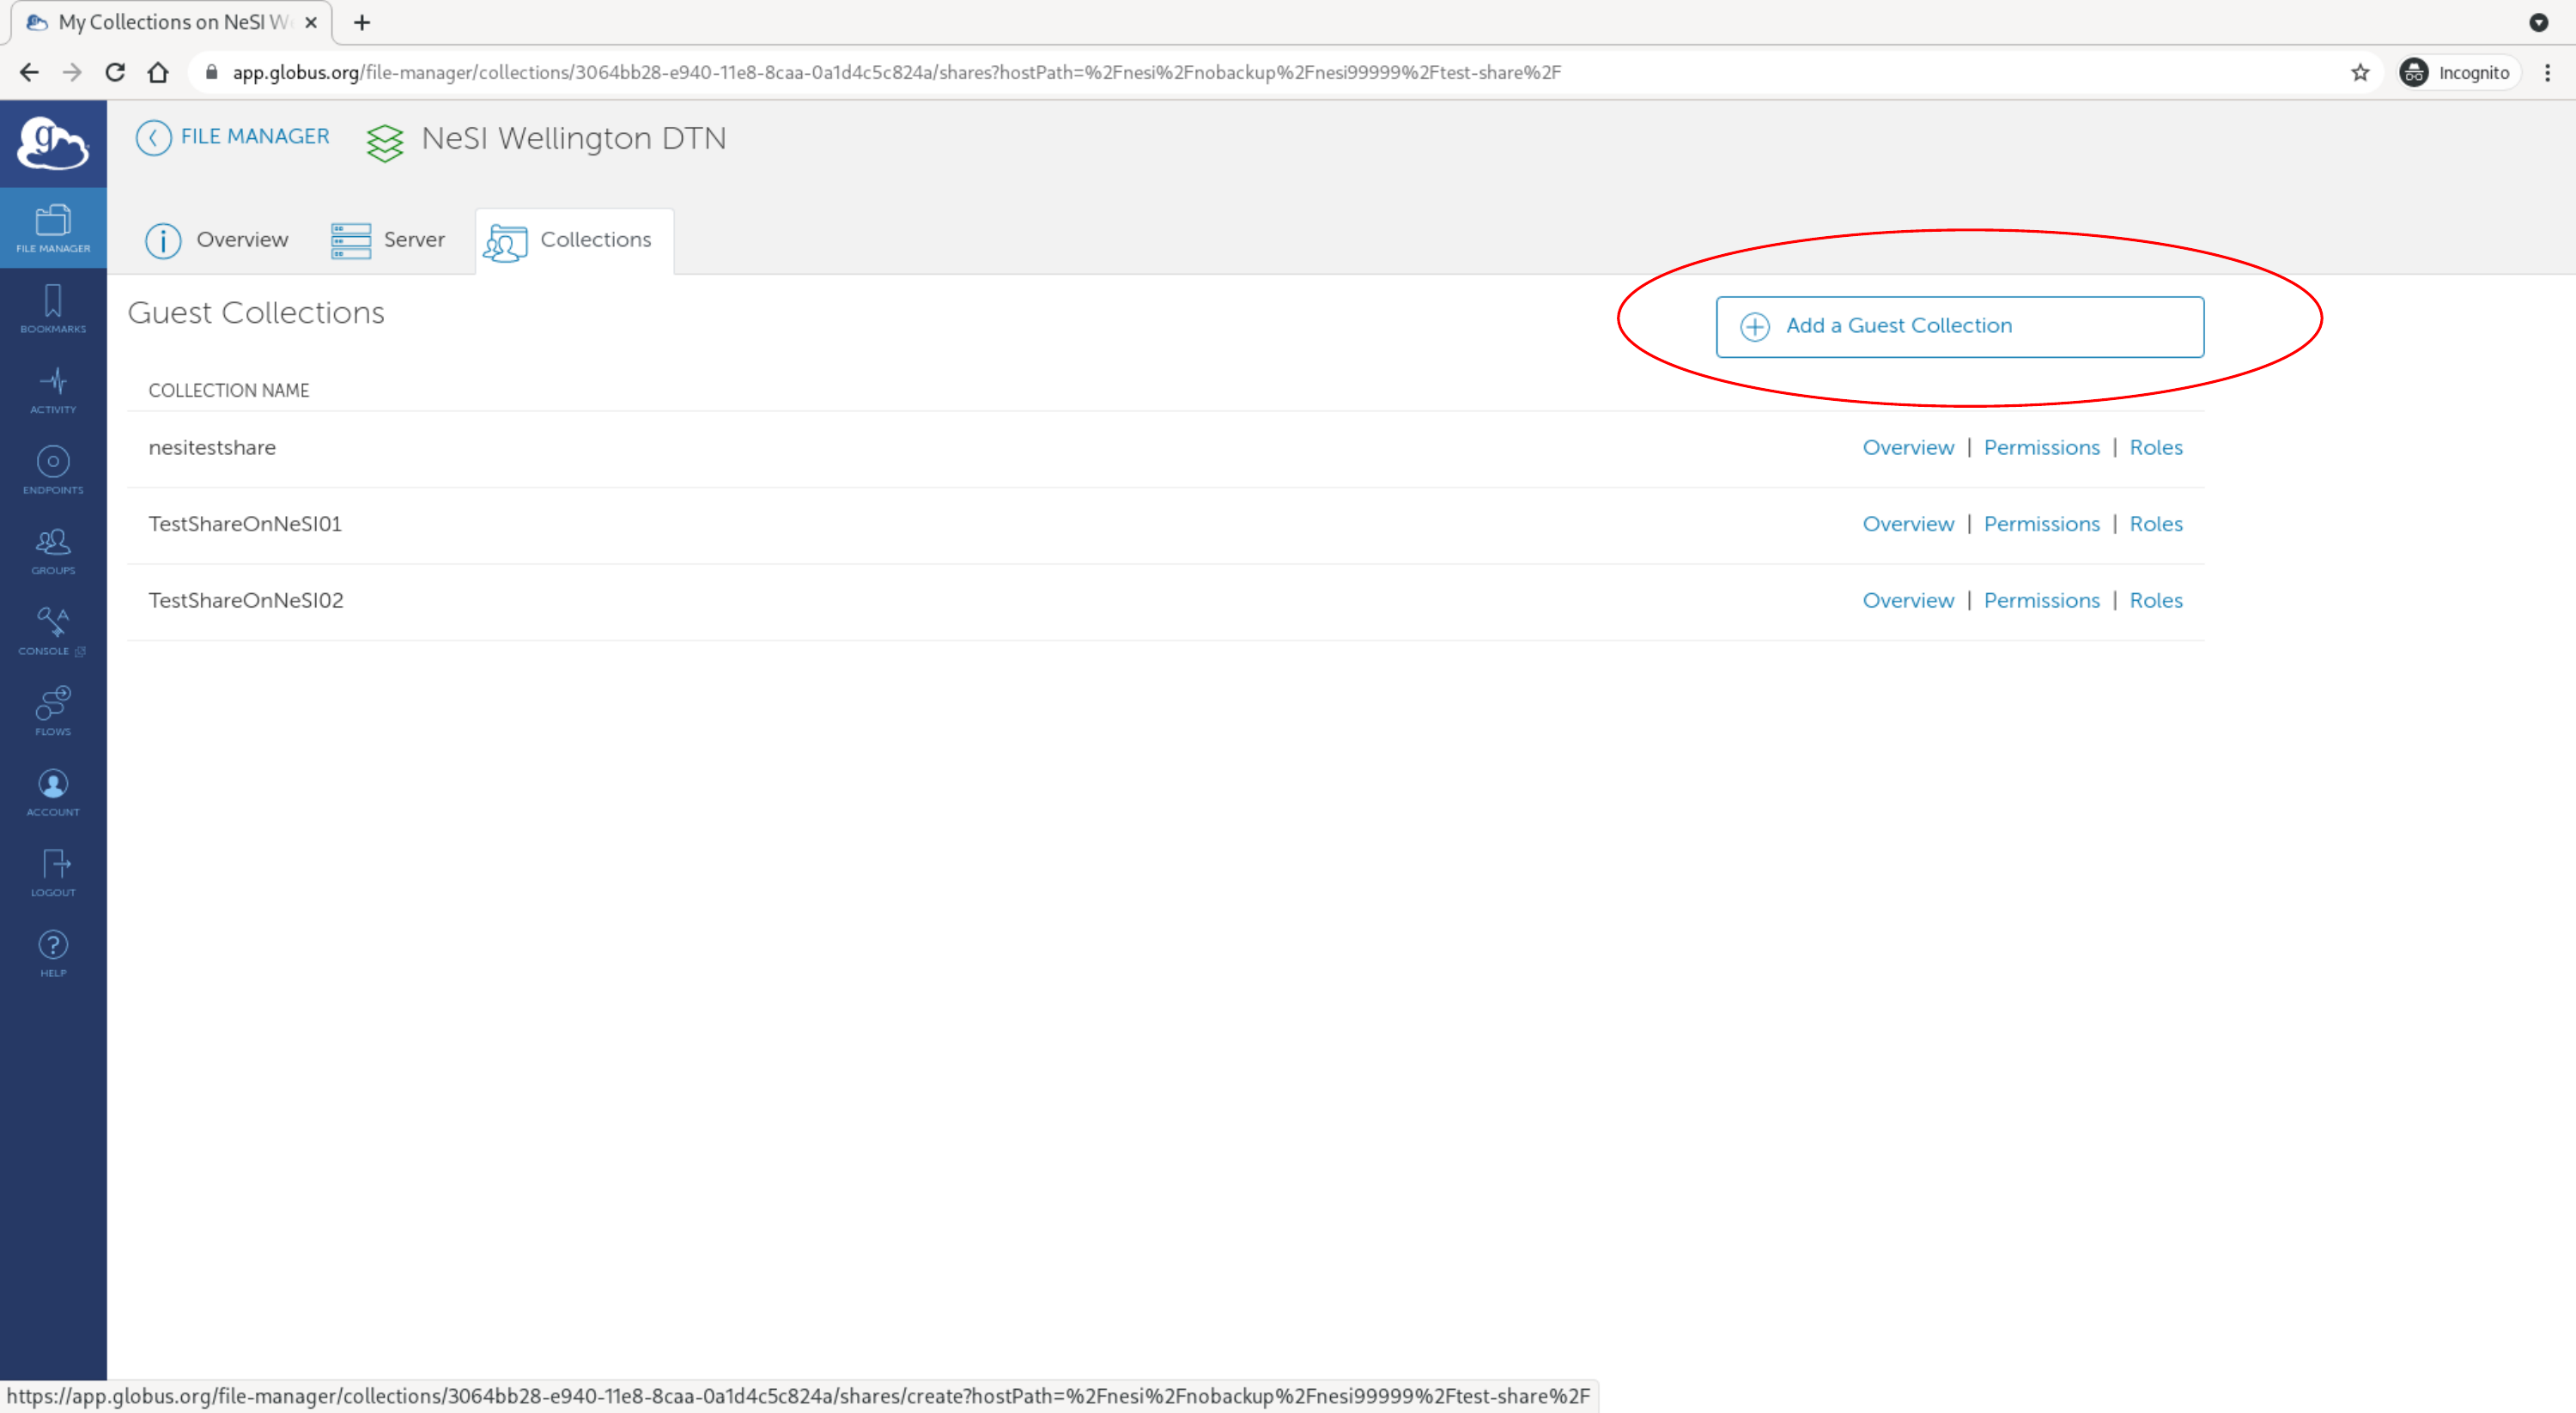 My Collections on NeSI W
app.globus.org/file-manager/collections/3064bb28-e940-11e8-8caa-0a1d4c5c824a/shares?hostPath=%2Fnesi%2Fnobackup%2Fnesi99999%2Ftest-share%2F
Incognito
g
FILE MANAGER
NeSI Wellington DTN
FILE MANAGER
Overview
Server
Collections
BOOKMARKS
Guest Collections
Add a Guest Collection
ACTIVITY
COLLECTION NAME
nesitestshare
Overview | Permissions | Roles
ENDPOINTS
TestShareOnNeSI01
Overview | Permissions | Roles
GROUPS
TestShareOnNeSI02
Overview | Permissions | Roles
CONSOLE
FLOWS
ACCOUNT
LOGOUT
HELP
https://app.globus.org/file-manager/collections/3064bb28-e940-11e8-8caa-0a1d4c5c824a/shares/create?hostPath=%2Fnesi%2Fnobackup%2Fnesi99999%2Ftest-share%2F